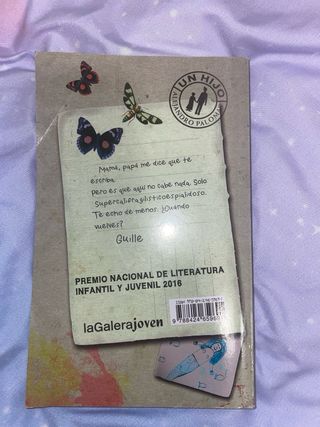 UN HIJO
ALEJANDRO PALOMAS
Mamá, papá me dice que te
escriba.
pero es que aquí no cabe nada. Solo
Supercalifragilisticoespialidoso.
Te echo de menos. ¿Cuándo
vuelves?
Guille
PREMIO NACIONAL DE LITERATURA
INFANTIL Y JUVENIL 2016
laGalerajoven